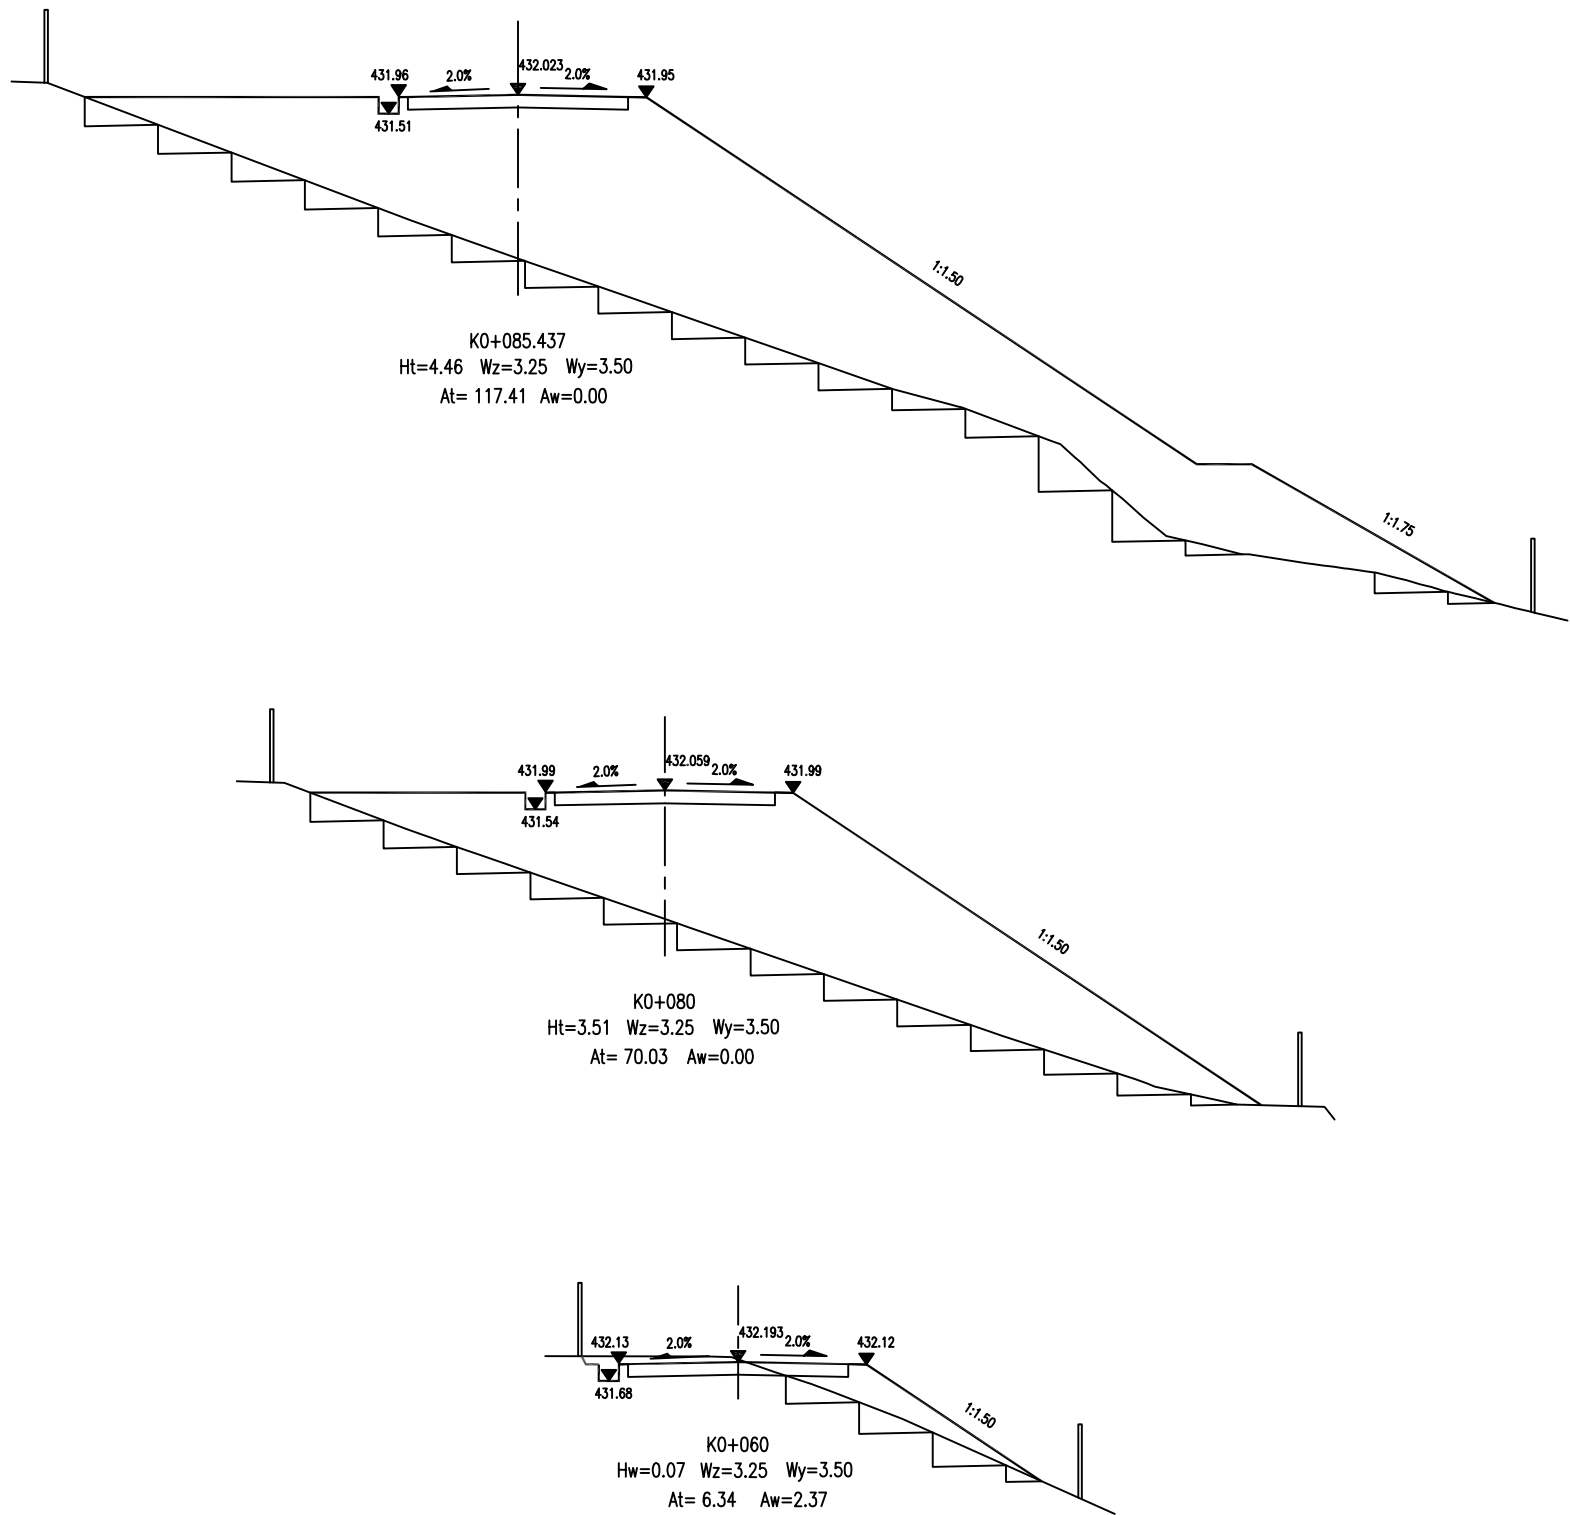 432.023
431.96 2.0% 2.0% 431.95
431.51
1:1.50
K0+085.437
Ht=4.46 Wz=3.25 Wy=3.50
At= 117.41 Aw=0.00
1:1.75
432.059
431.99 2.0% 2.0% 431.99
431.54
1:1.50
K0+080
Ht=3.51 Wz=3.25 Wy=3.50
At= 70.03 Aw=0.00
432.193
432.13 2.0% 2.0% 432.12
431.68
1:1.50
K0+060
Hw=0.07 Wz=3.25 Wy=3.50
At= 6.34 Aw=2.37